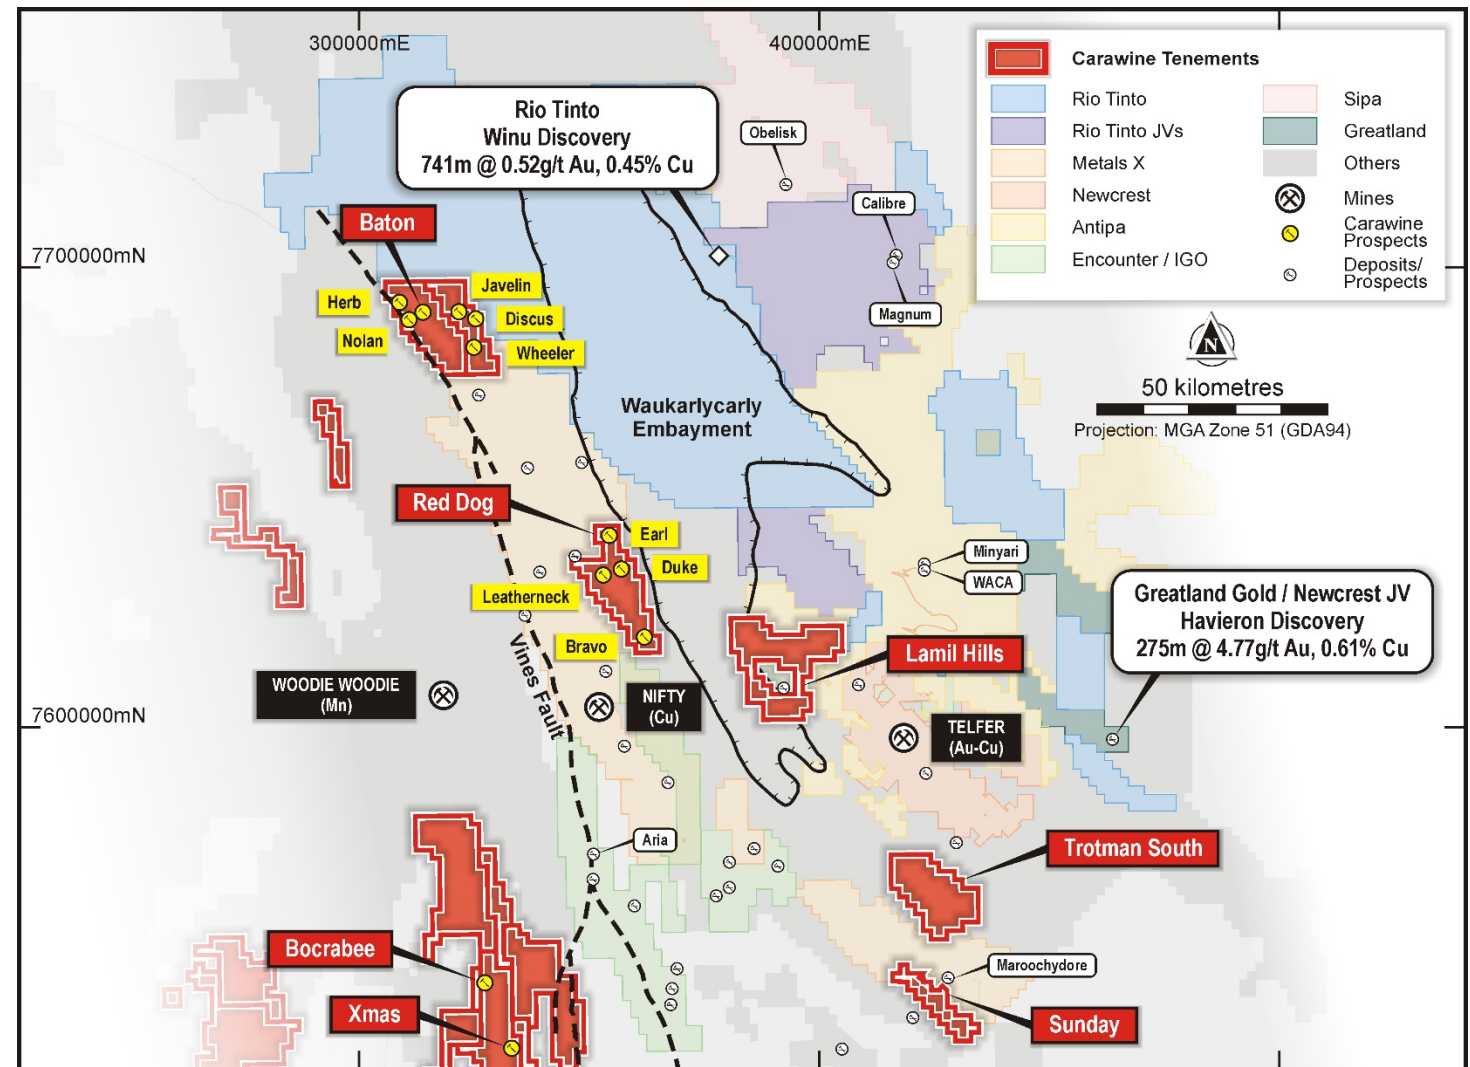 300000mE
400000mE
7700000mN
7600000mN
Rio Tinto
Winu Discovery
741m @ 0.52g/t Au, 0.45% Cu
Obelisk
Calibre
Magnum
Carawine Tenements
Rio Tinto
Rio Tinto JVs
Metals X
Newcrest
Antipa
Encounter / IGO
Sipa
Greatland
Others
Mines
Carawine
Prospects
Deposits/
Prospects
N
50 kilometres
Projection: MGA Zone 51 (GDA94)
Baton
Herb
Nolan
Javelin
Discus
Wheeler
Waukarlycarly
Embayment
Red Dog
Earl
Duke
Leatherneck
Bravo
Vines Fault
Minyari
WACA
Greatland Gold / Newcrest JV
Havieron Discovery
275m @ 4.77g/t Au, 0.61% Cu
Lamil Hills
WOODIE WOODIE
(Mn)
NIFTY
(Cu)
TELFER
(Au-Cu)
Aria
Trotman South
Bocrabee
Xmas
Maroochydore
Sunday